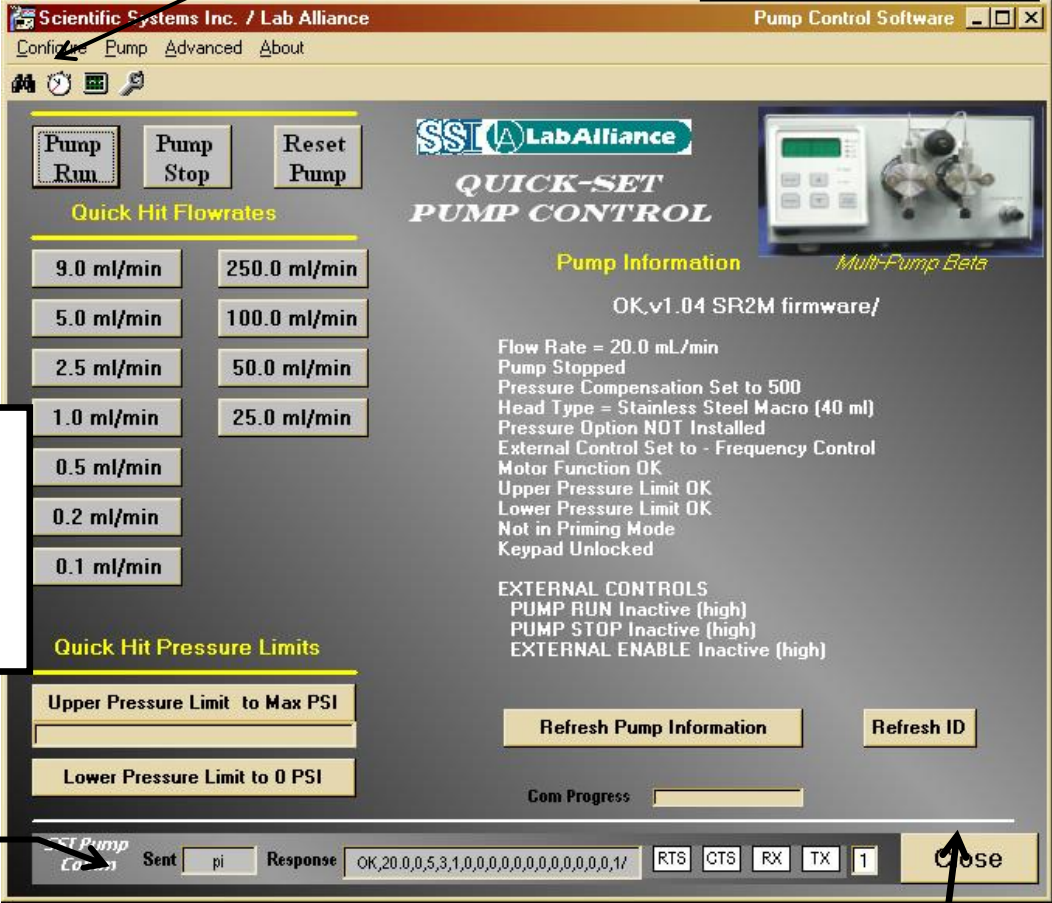 Scientific Systems Inc. / Lab Alliance
Pump Control Software
Configure Pump Advanced About
Pump Run
Pump Stop
Reset Pump
Quick Hit Flowrates
9.0 ml/min 250.0 ml/min
5.0 ml/min 100.0 ml/min
2.5 ml/min 50.0 ml/min
1.0 ml/min 25.0 ml/min
0.5 ml/min
0.2 ml/min
0.1 ml/min
Quick Hit Pressure Limits
Upper Pressure Limit to Max PSI
Lower Pressure Limit to 0 PSI
SSI LabAlliance
QUICK-SET
PUMP CONTROL
Multi-Pump Beta
Pump Information
OK,v1.04 SR2M firmware/
Flow Rate = 20.0 mL/min
Pump Stopped
Pressure Compensation Set to 500
Head Type = Stainless Steel Macro (40 ml)
Pressure Option NOT Installed
External Control Set to - Frequency Control
Motor Function OK
Upper Pressure Limit OK
Lower Pressure Limit OK
Not in Priming Mode
Keypad Unlocked
EXTERNAL CONTROLS
PUMP RUN Inactive (high)
PUMP STOP Inactive (high)
EXTERNAL ENABLE Inactive (high)
Refresh Pump Information
Refresh ID
Com Progress
SSI Pump
Comm
Sent pi Response OK,20.0,0,5,3,1,0,0,0,0,0,0,0,0,0,0,0,1/ RTS CTS RX TX 1
Close